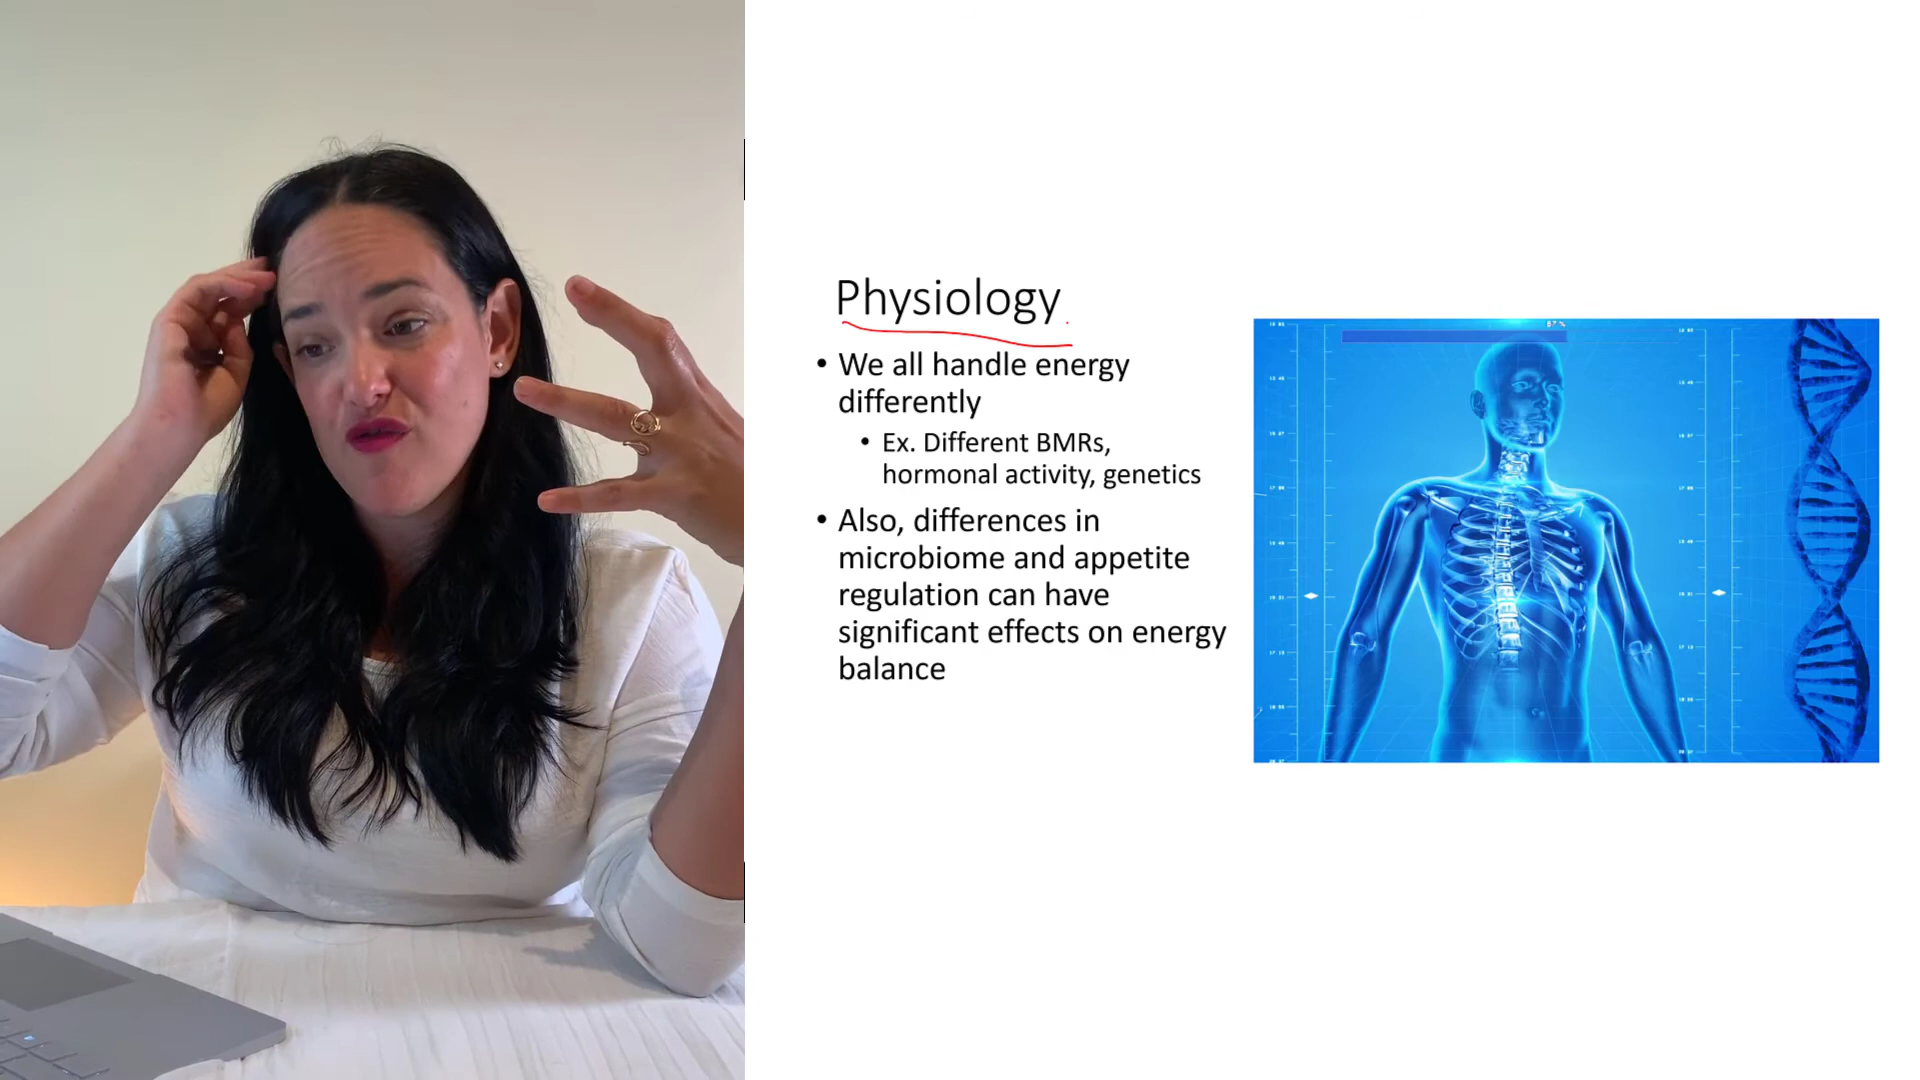 Physiology
• We all handle energy
differently
• Ex. Different BMRs,
hormonal activity, genetics
• Also, differences in
microbiome and appetite
regulation can have
significant effects on energy
balance
67 %